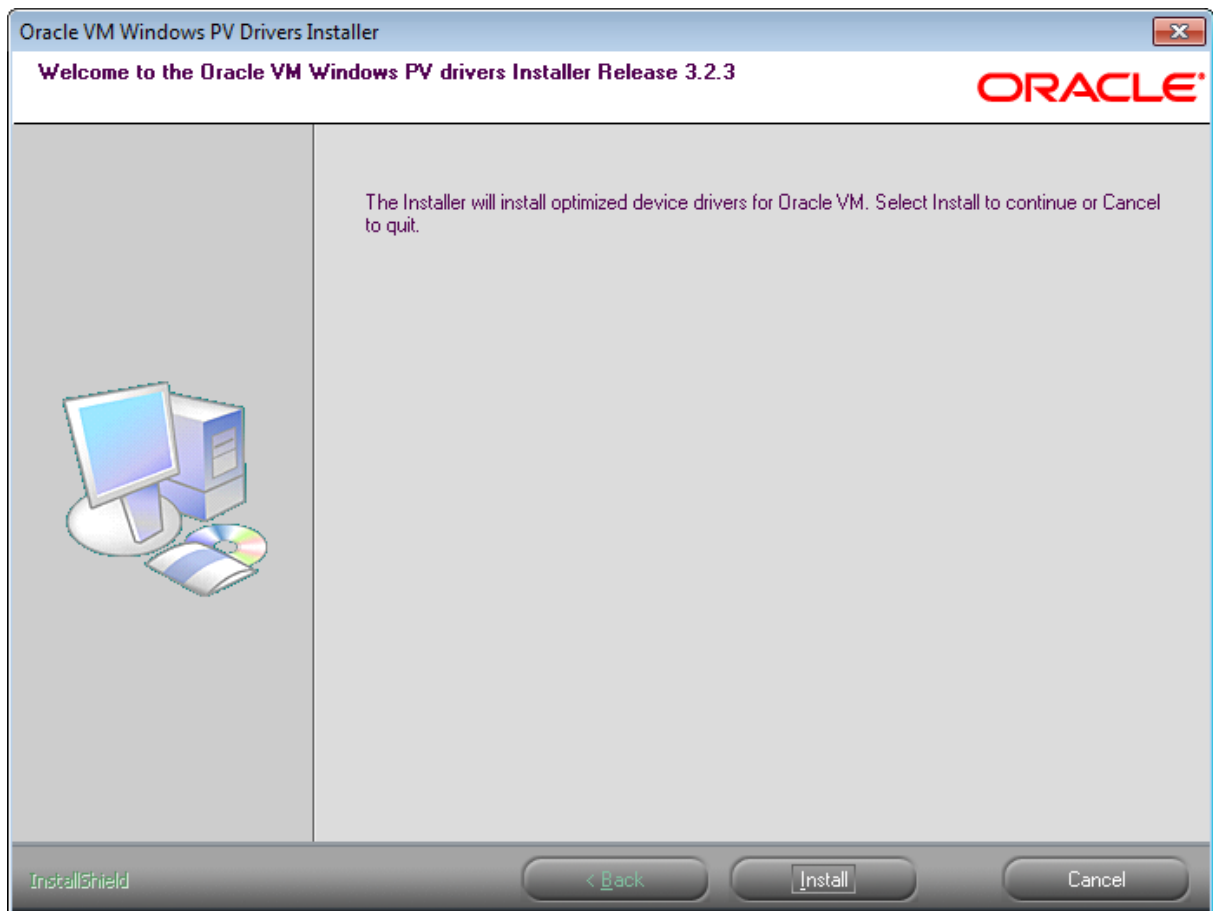 Oracle VM Windows PV Drivers Installer
Welcome to the Oracle VM Windows PV drivers Installer Release 3.2.3
ORACLE
The Installer will install optimized device drivers for Oracle VM. Select Install to continue or Cancel
to quit.
InstallShield
< Back
Install
Cancel